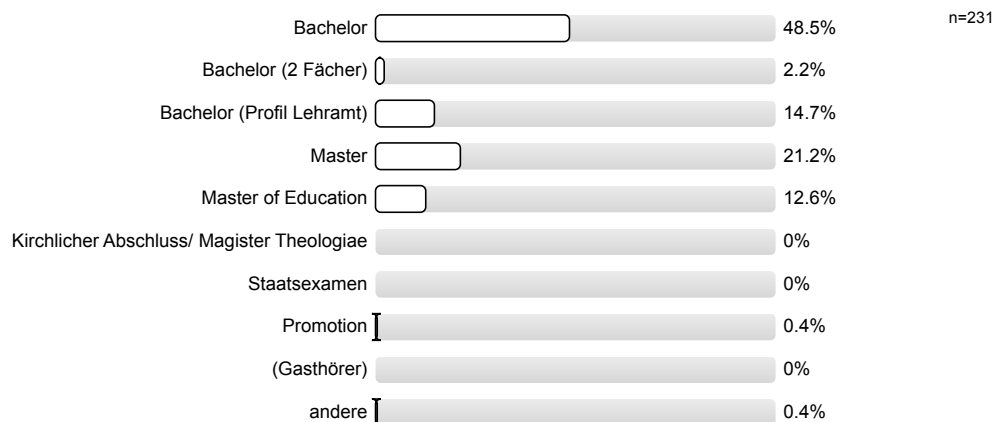 n=231
Bachelor 48.5%
Bachelor (2 Fächer) 2.2%
Bachelor (Profil Lehramt) 14.7%
Master 21.2%
Master of Education 12.6%
Kirchlicher Abschluss/ Magister Theologiae 0%
Staatsexamen 0%
Promotion 0.4%
(Gasthörer) 0%
andere 0.4%